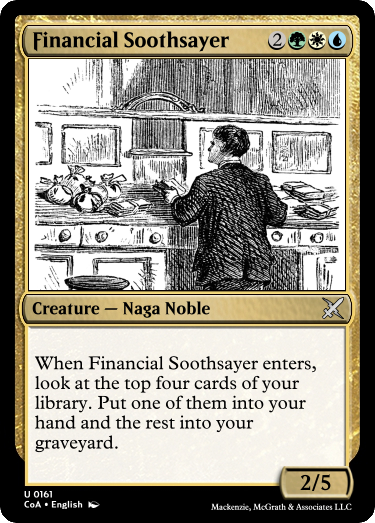 Financial Soothsayer 2
Creature — Naga Noble
When Financial Soothsayer enters,
look at the top four cards of your
library. Put one of them into your
hand and the rest into your
graveyard.
2/5
U 0161
CoA • English
Mackenzie, McGrath & Associates LLC